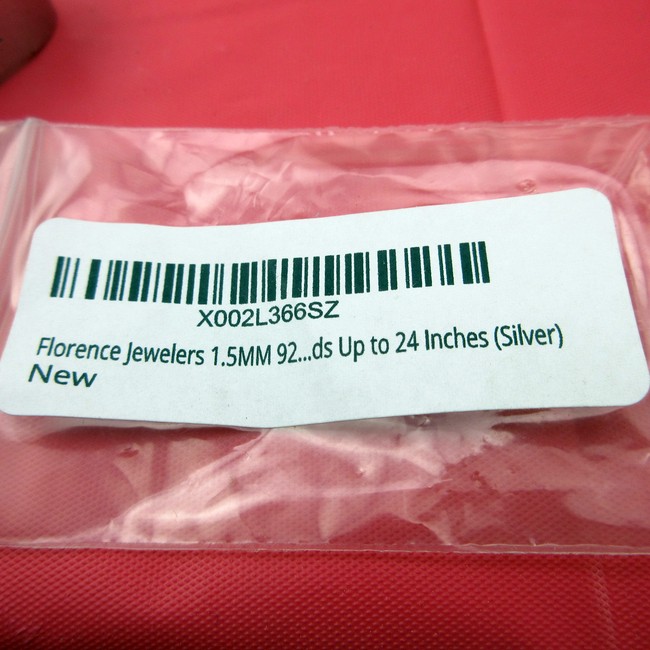 X002L366SZ
Florence Jewelers 1.5MM 92...ds Up to 24 Inches (Silver)
New